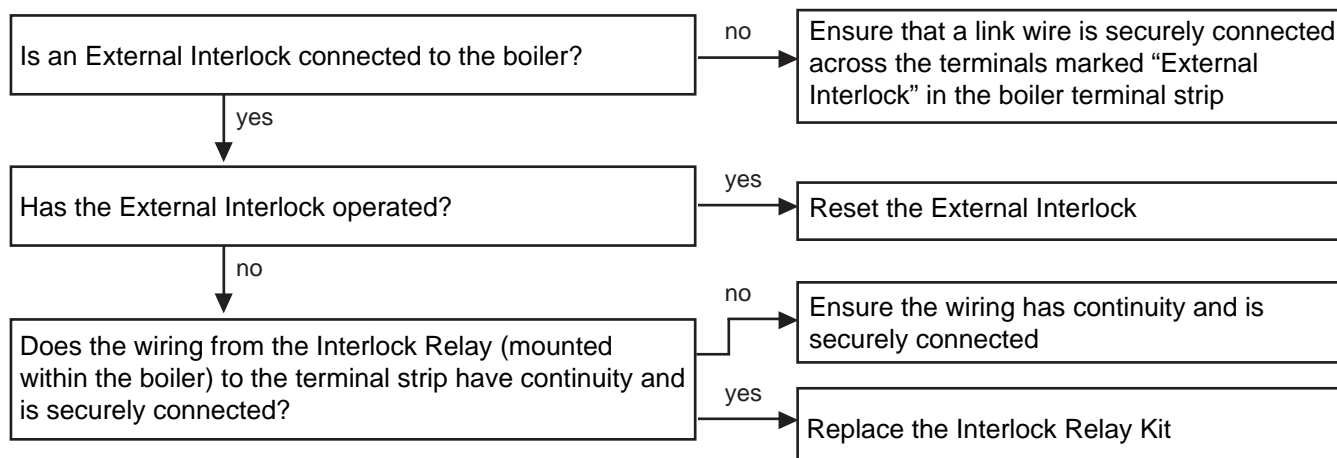 Is an External Interlock connected to the boiler?
no
Ensure that a link wire is securely connected
across the terminals marked “External
Interlock” in the boiler terminal strip
yes
Has the External Interlock operated?
yes
Reset the External Interlock
no
Does the wiring from the Interlock Relay (mounted
within the boiler) to the terminal strip have continuity and
is securely connected?
no
Ensure the wiring has continuity and is
securely connected
yes
Replace the Interlock Relay Kit